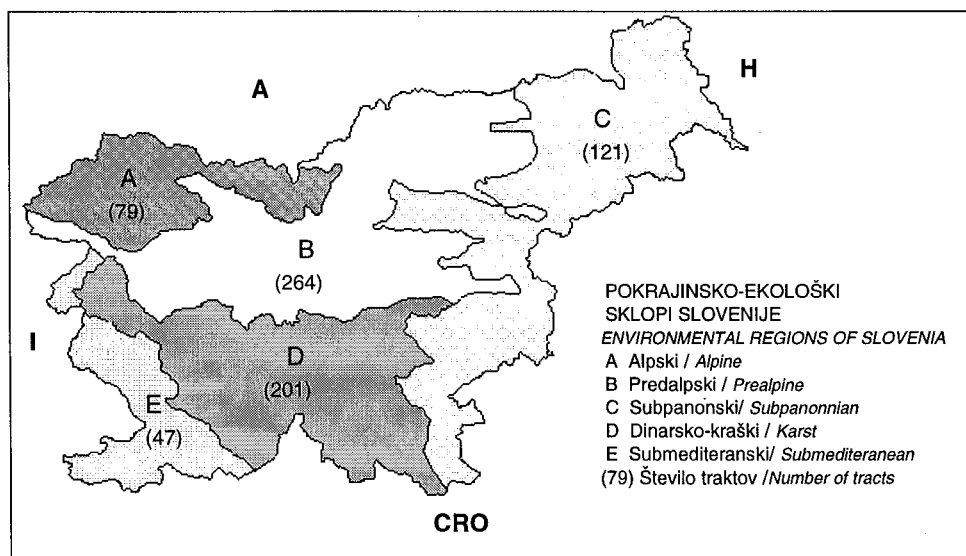 A
H
C
(121)
A
(79)
B
(264)
I
D
(201)
E
(47)
CRO
POKRAJINSKO-EKOLOŠKI
SKLOPI SLOVENIJE
ENVIRONMENTAL REGIONS OF SLOVENIA
A Alpski / Alpine
B Predalpski / Prealpine
C Subpanonski/ Subpanonnian
D Dinarsko-kraški / Karst
E Submediteranski/ Submediteranean
(79) Število traktov /Number of tracts